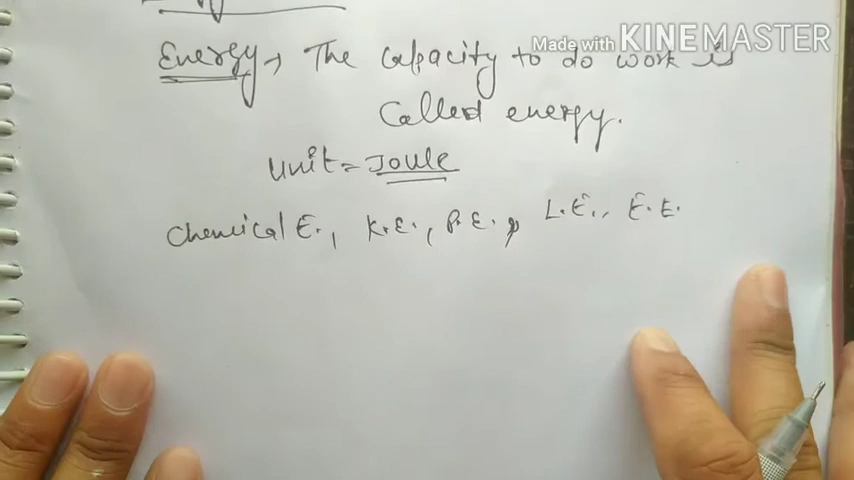 Made with KINEMASTER
Energy → The capacity to do work is
called energy.
Unit = Joule
Chemical E., K.E., P.E., L.E., E.E.